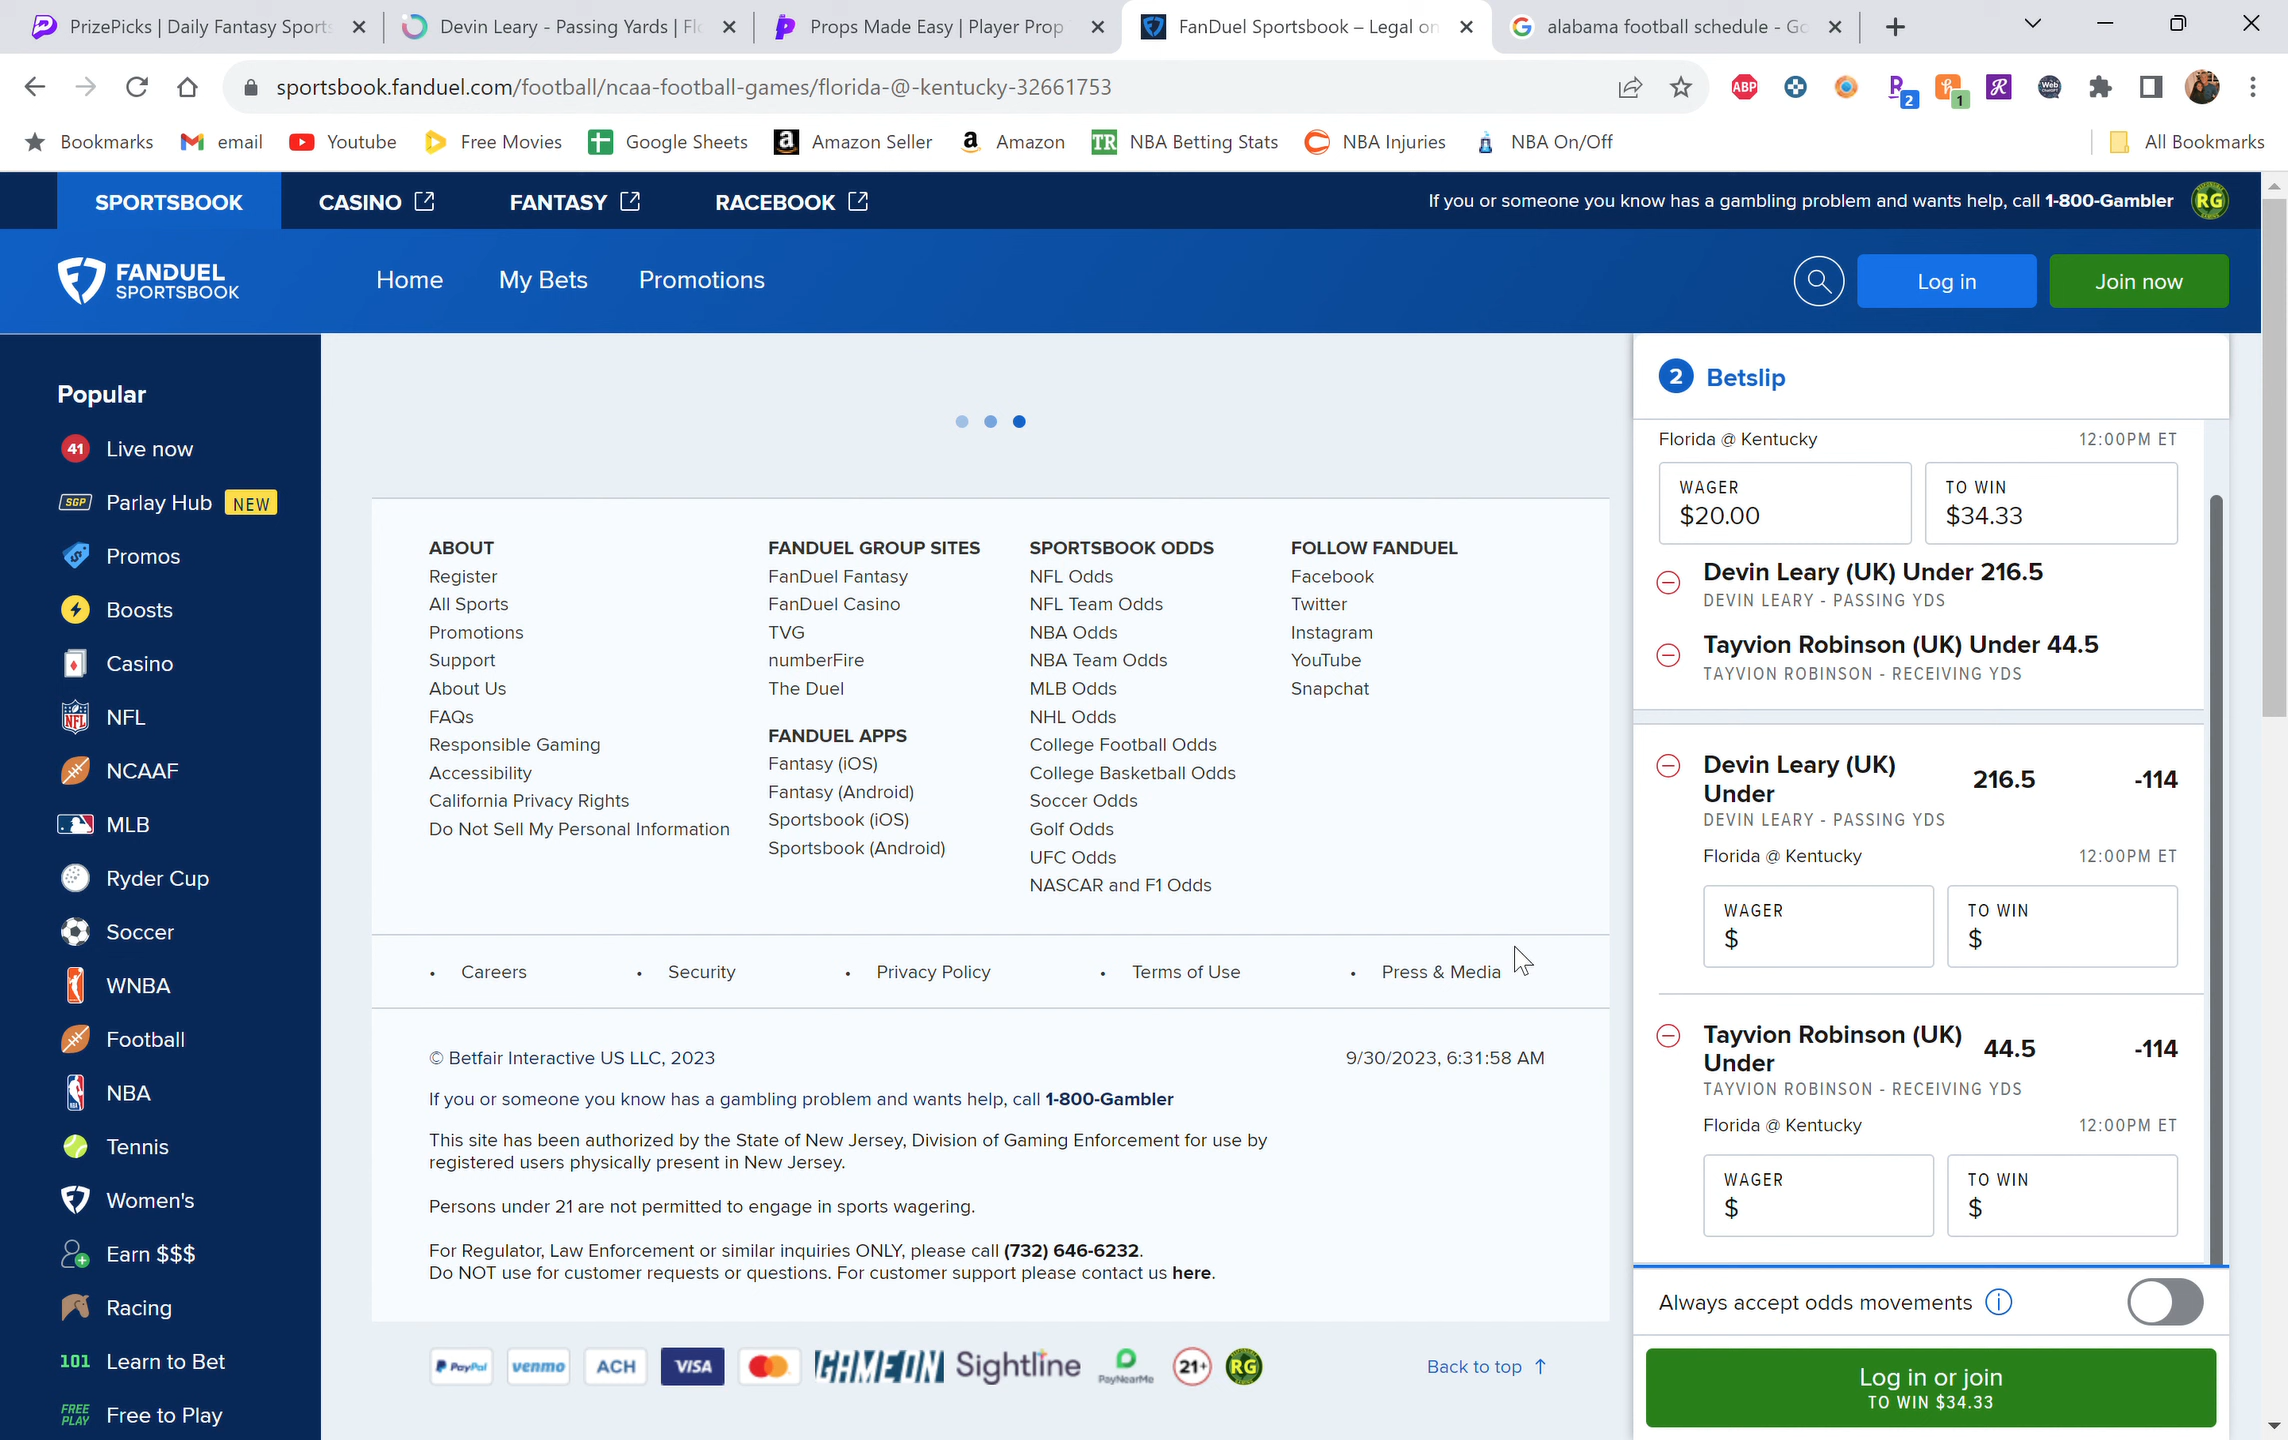 PrizePicks | Daily Fantasy Sports
Devin Leary - Passing Yards | Fl
Props Made Easy | Player Prop
FanDuel Sportsbook – Legal on
alabama football schedule - Go
sportsbook.fanduel.com/football/ncaa-football-games/florida-@-kentucky-32661753
ABP
2
1
Web
Bookmarks
email
Youtube
Free Movies
Google Sheets
Amazon Seller
Amazon
TR NBA Betting Stats
NBA Injuries
NBA On/Off
All Bookmarks
SPORTSBOOK
CASINO
FANTASY
RACEBOOK
If you or someone you know has a gambling problem and wants help, call 1-800-Gambler
RG
FANDUEL
SPORTSBOOK
Home
My Bets
Promotions
Log in
Join now
Popular
41 Live now
SGP Parlay Hub NEW
Promos
Boosts
Casino
NFL NFL
NCAAF
MLB
Ryder Cup
Soccer
WNBA
Football
NBA
Tennis
Women's
Earn $$$
Racing
101 Learn to Bet
FREE PLAY Free to Play
ABOUT
Register
All Sports
Promotions
Support
About Us
FAQs
Responsible Gaming
Accessibility
California Privacy Rights
Do Not Sell My Personal Information
FANDUEL GROUP SITES
FanDuel Fantasy
FanDuel Casino
TVG
numberFire
The Duel
FANDUEL APPS
Fantasy (iOS)
Fantasy (Android)
Sportsbook (iOS)
Sportsbook (Android)
SPORTSBOOK ODDS
NFL Odds
NFL Team Odds
NBA Odds
NBA Team Odds
MLB Odds
NHL Odds
College Football Odds
College Basketball Odds
Soccer Odds
Golf Odds
UFC Odds
NASCAR and F1 Odds
FOLLOW FANDUEL
Facebook
Twitter
Instagram
YouTube
Snapchat
• Careers
• Security
• Privacy Policy
• Terms of Use
• Press & Media
© Betfair Interactive US LLC, 2023
9/30/2023, 6:31:58 AM
If you or someone you know has a gambling problem and wants help, call 1-800-Gambler
This site has been authorized by the State of New Jersey, Division of Gaming Enforcement for use by
registered users physically present in New Jersey.
Persons under 21 are not permitted to engage in sports wagering.
For Regulator, Law Enforcement or similar inquiries ONLY, please call (732) 646-6232.
Do NOT use for customer requests or questions. For customer support please contact us here.
PayPal
venmo
ACH
VISA
GAMEON
Sightline
PayNearMe
21+
RG
Back to top ↑
2 Betslip
Florida @ Kentucky 12:00PM ET
WAGER
$20.00
TO WIN
$34.33
Devin Leary (UK) Under 216.5
DEVIN LEARY - PASSING YDS
Tayvion Robinson (UK) Under 44.5
TAYVION ROBINSON - RECEIVING YDS
Devin Leary (UK)
Under
216.5 -114
DEVIN LEARY - PASSING YDS
Florida @ Kentucky 12:00PM ET
WAGER
$
TO WIN
$
Tayvion Robinson (UK)
Under
44.5 -114
TAYVION ROBINSON - RECEIVING YDS
Florida @ Kentucky 12:00PM ET
WAGER
$
TO WIN
$
Always accept odds movements
Log in or join
TO WIN $34.33